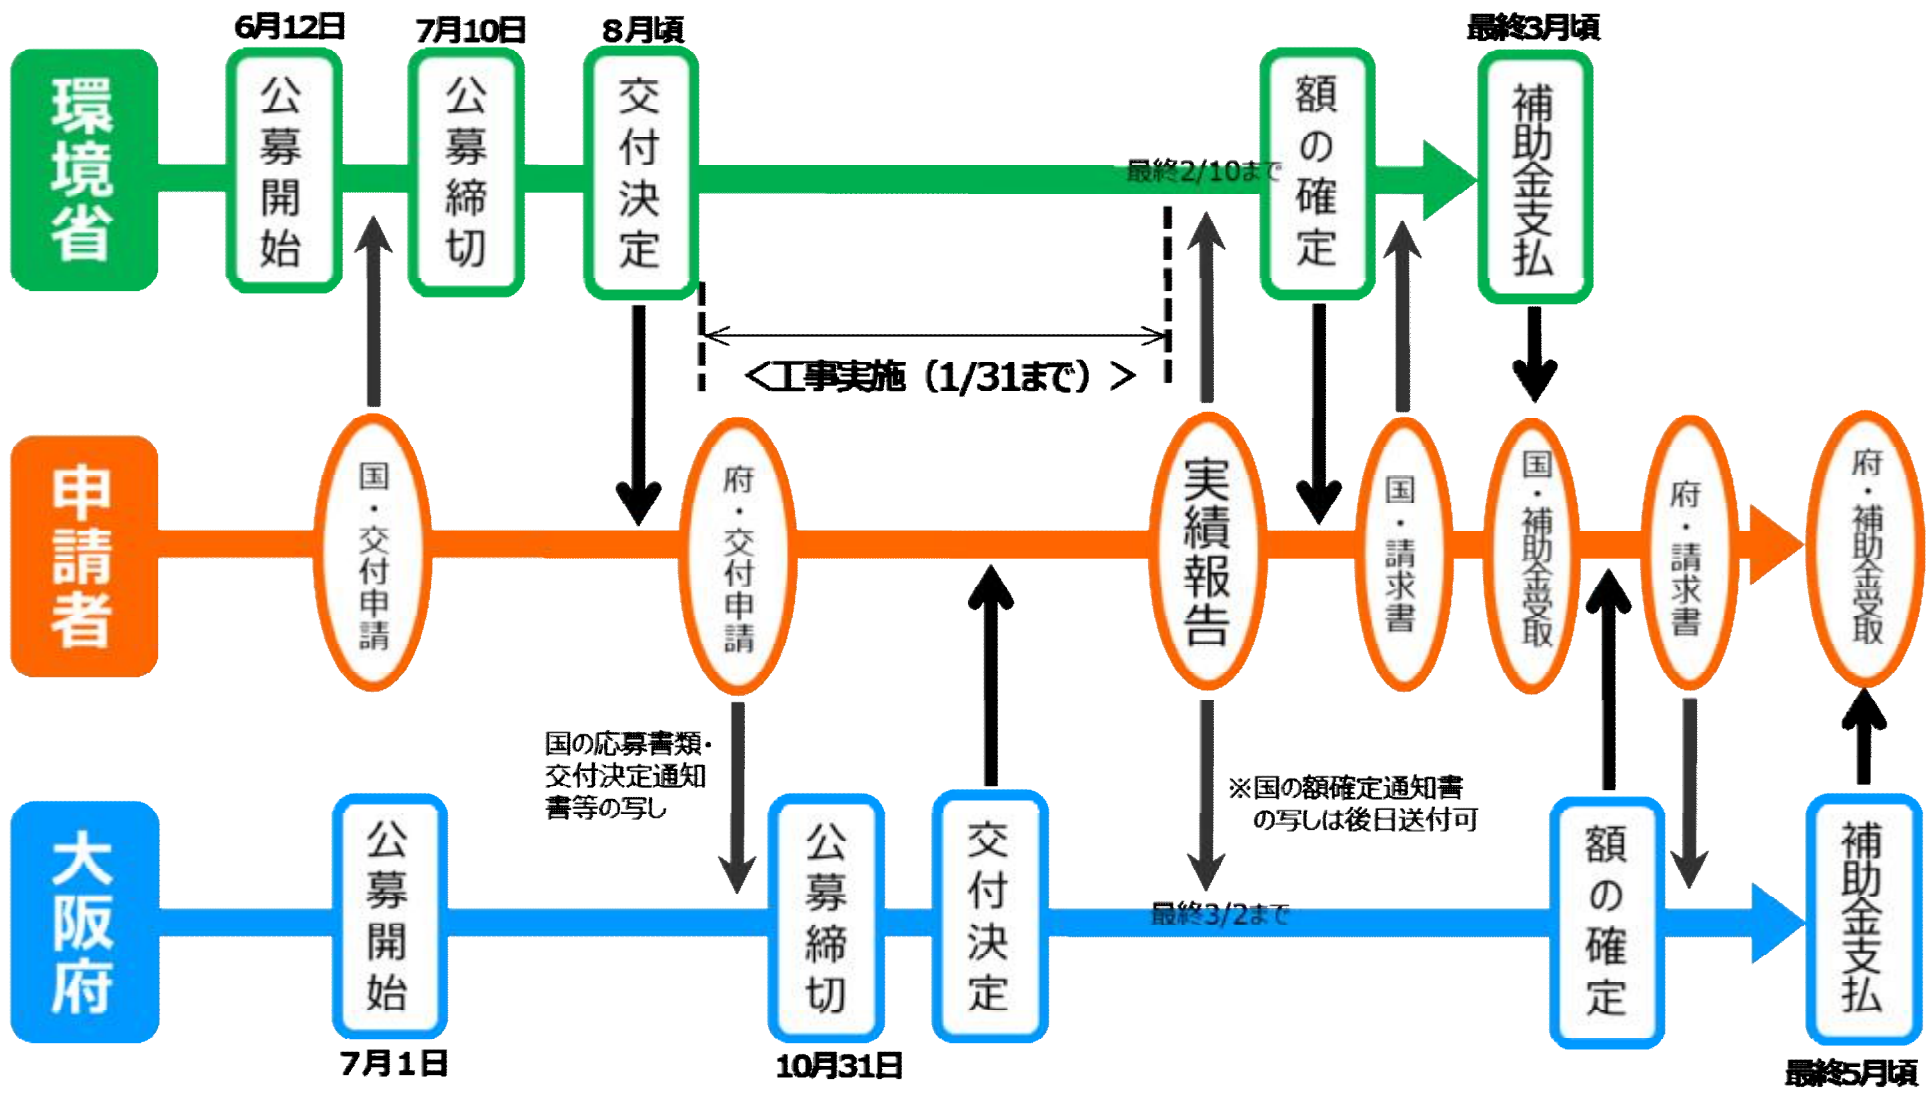 6月12日
7月10日
８月頃
最終3月頃
環境省
公募開始
公募締切
交付決定
最終2/10まで
額の確定
補助金支払
＜工事実施（1/31まで）＞
申請者
国・交付申請
府・交付申請
実績報告
国・請求書
国・補助金受取
府・請求書
府・補助金受取
国の応募書類・
交付決定通知
書等の写し
※国の額確定通知書
の写しは後日送付可
大阪府
公募開始
公募締切
交付決定
最終3/2まで
額の確定
補助金支払
７月１日
10月31日
最終5月頃